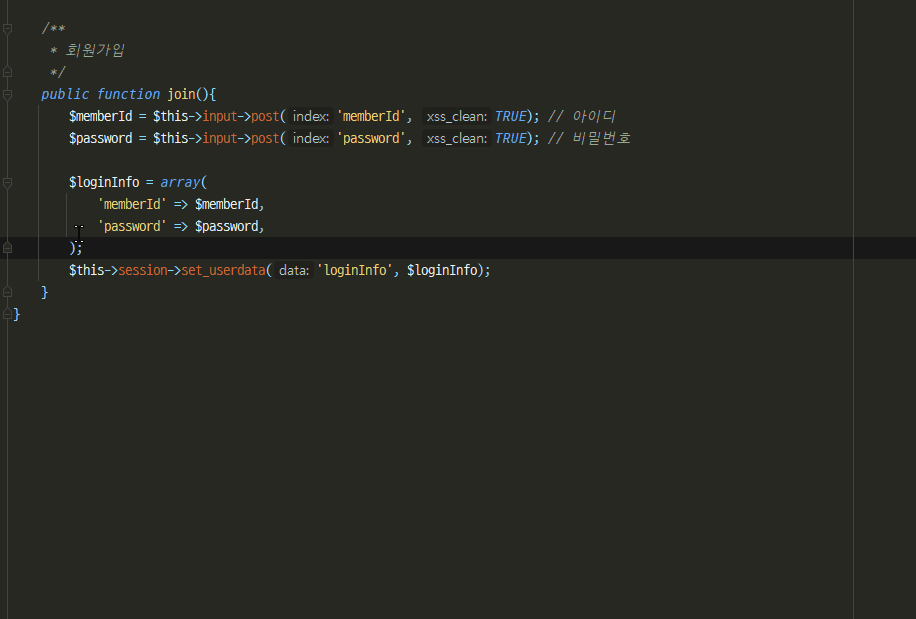 /**
* 회원가입
*/
public function join(){
$memberId = $this->input->post( index: 'memberId', xss_clean: TRUE); // 아이디
$password = $this->input->post( index: 'password', xss_clean: TRUE); // 비밀번호
$loginInfo = array(
'memberId' => $memberId,
'password' => $password,
);
$this->session->set_userdata( data: 'loginInfo', $loginInfo);
}
}